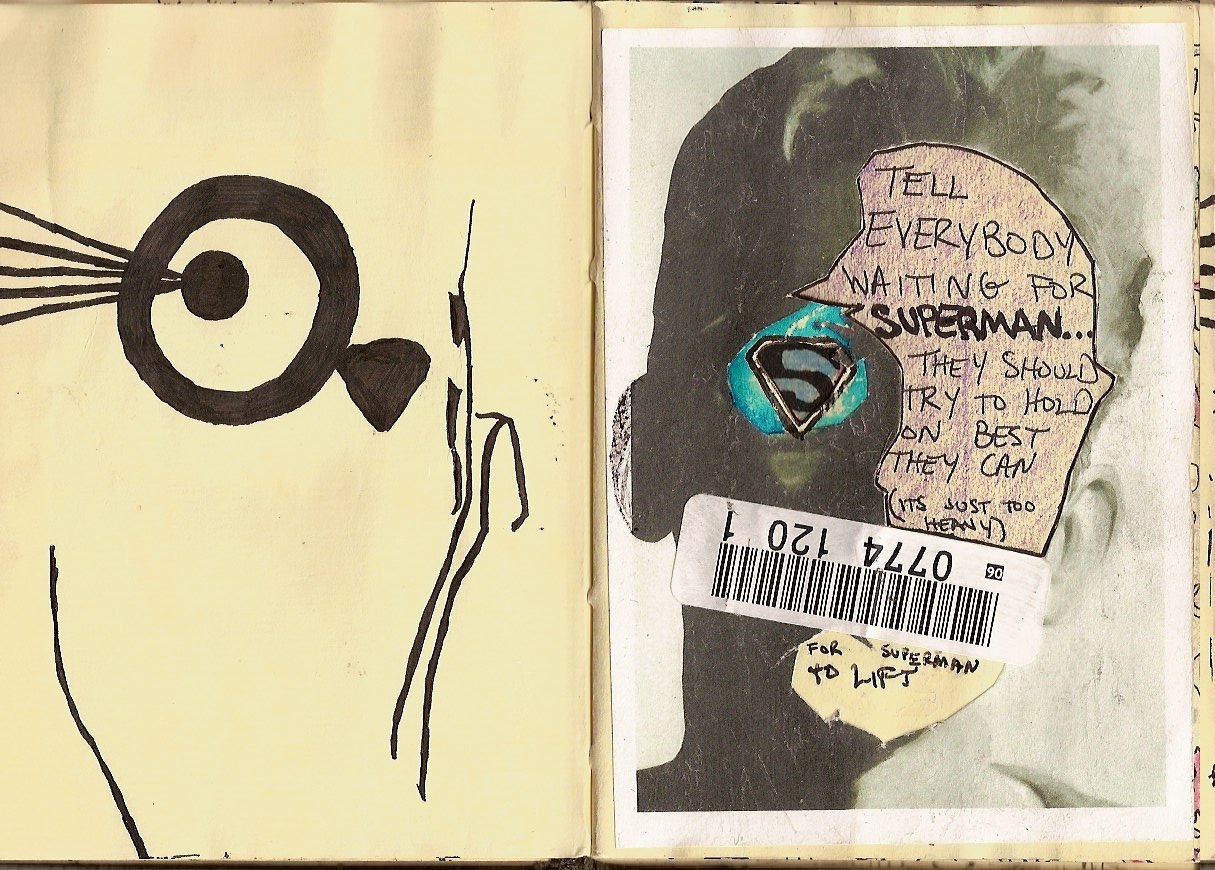 TELL
EVERYBODY
WAITING FOR
SUPERMAN...
THEY SHOULD
TRY TO HOLD
ON BEST
THEY CAN
(ITS JUST TOO
HEAVY)
S
06
0774 120 1
FOR SUPERMAN
TO LIFT